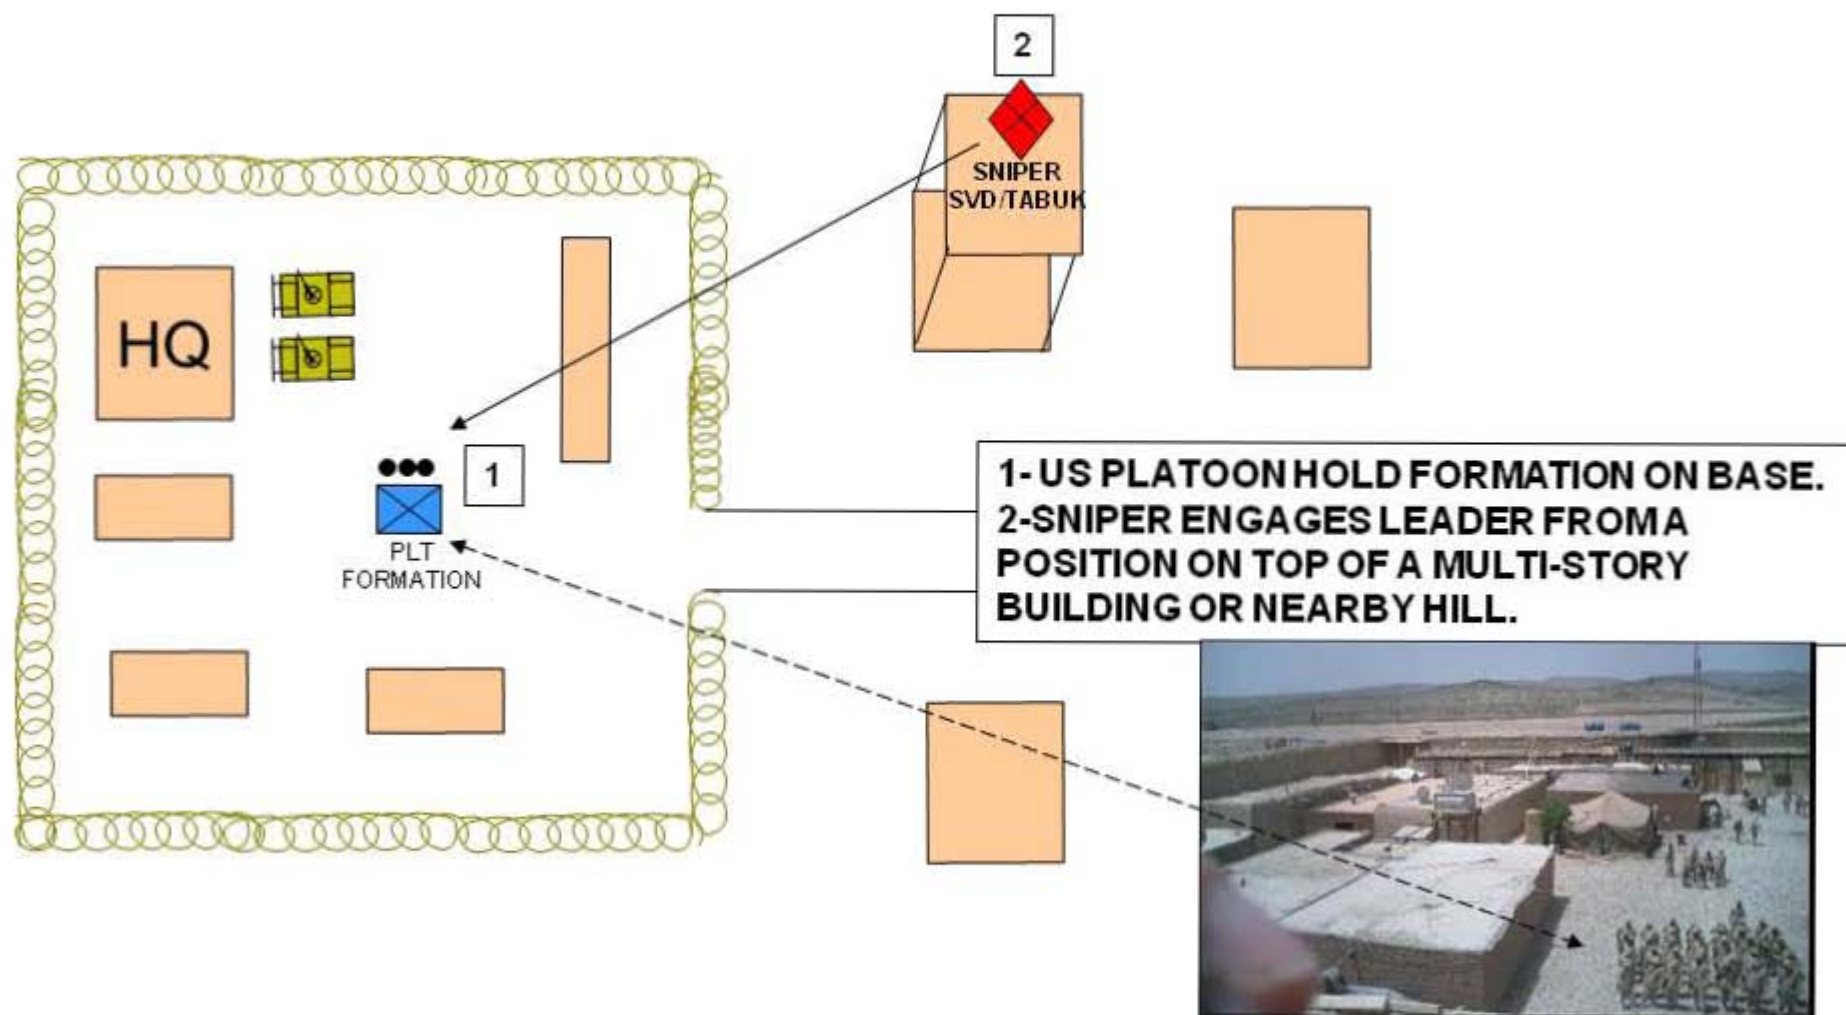 2
SNIPER
SVD/TABUK
HQ
1
PLT
FORMATION
1- US PLATOON HOLD FORMATION ON BASE.
2-SNIPER ENGAGES LEADER FROM A
POSITION ON TOP OF A MULTI-STORY
BUILDING OR NEARBY HILL.